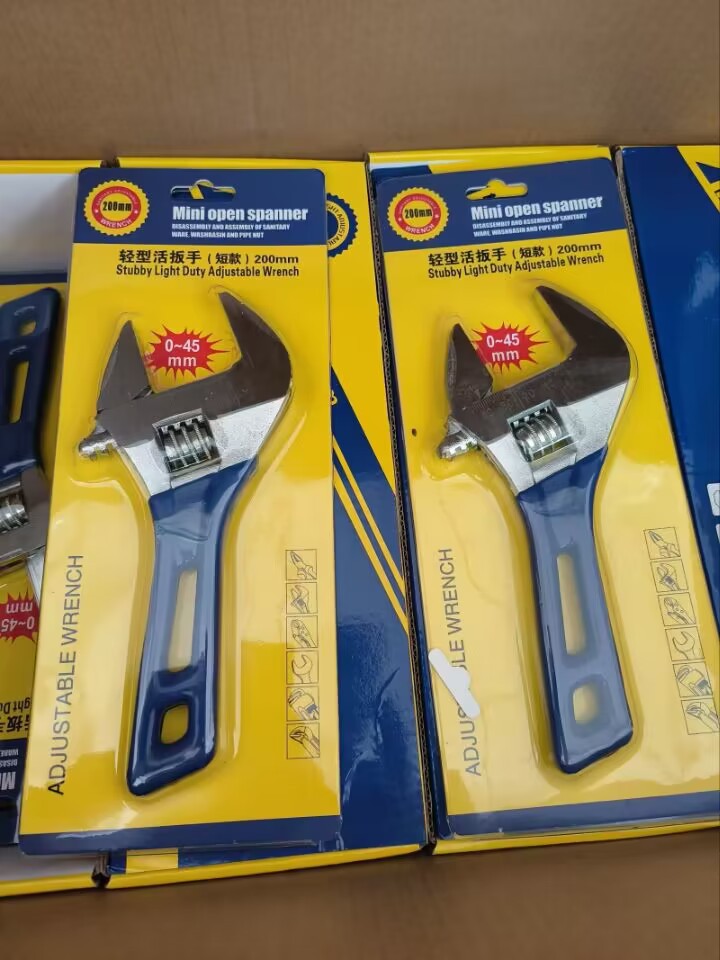 200mm
WRENCH
Mini open spanner
DISASSEMBLY AND ASSEMBLY OF SANITARY
WARE, WASHBASIN AND PIPE NUT
轻型活扳手（短款）200mm
Stubby Light Duty Adjustable Wrench
0~45
mm
ADJUSTABLE WRENCH
200mm
WRENCH
Mini open spanner
DISASSEMBLY AND ASSEMBLY OF SANITARY
WARE, WASHBASIN AND PIPE NUT
轻型活扳手（短款）200mm
Stubby Light Duty Adjustable Wrench
0~45
mm
ADJUSTABLE WRENCH
0~45
mm